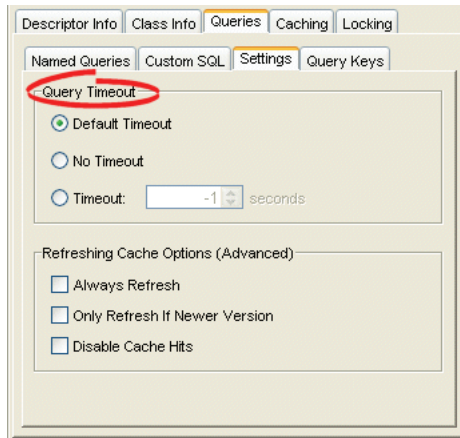 Descriptor Info Class Info Queries Caching Locking
Named Queries Custom SQL Settings Query Keys
Query Timeout
Default Timeout
No Timeout
Timeout: -1 seconds
Refreshing Cache Options (Advanced)
Always Refresh
Only Refresh If Newer Version
Disable Cache Hits